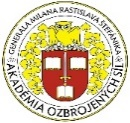 GENERÁLA MILANA RASTISLAVA ŠTEFÁNIKA
AKADÉMIA OZBROJENÝCH SÍL